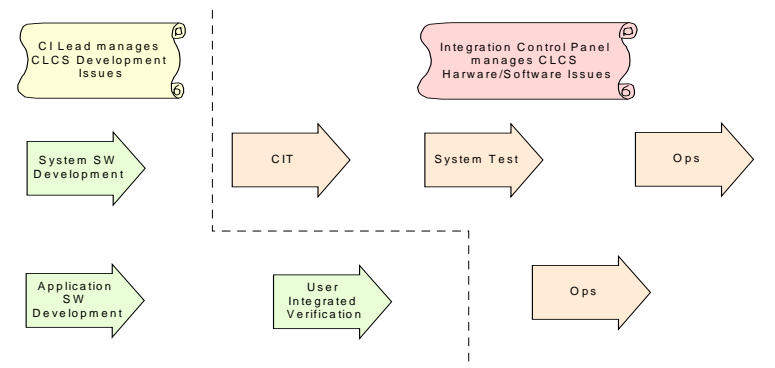 CI Lead manages
CLCS Development
Issues
Integration Control Panel
manages CLCS
Harware/Software Issues
System SW
Development
CIT
System Test
Ops
Application
SW
Development
User
Integrated
Verification
Ops